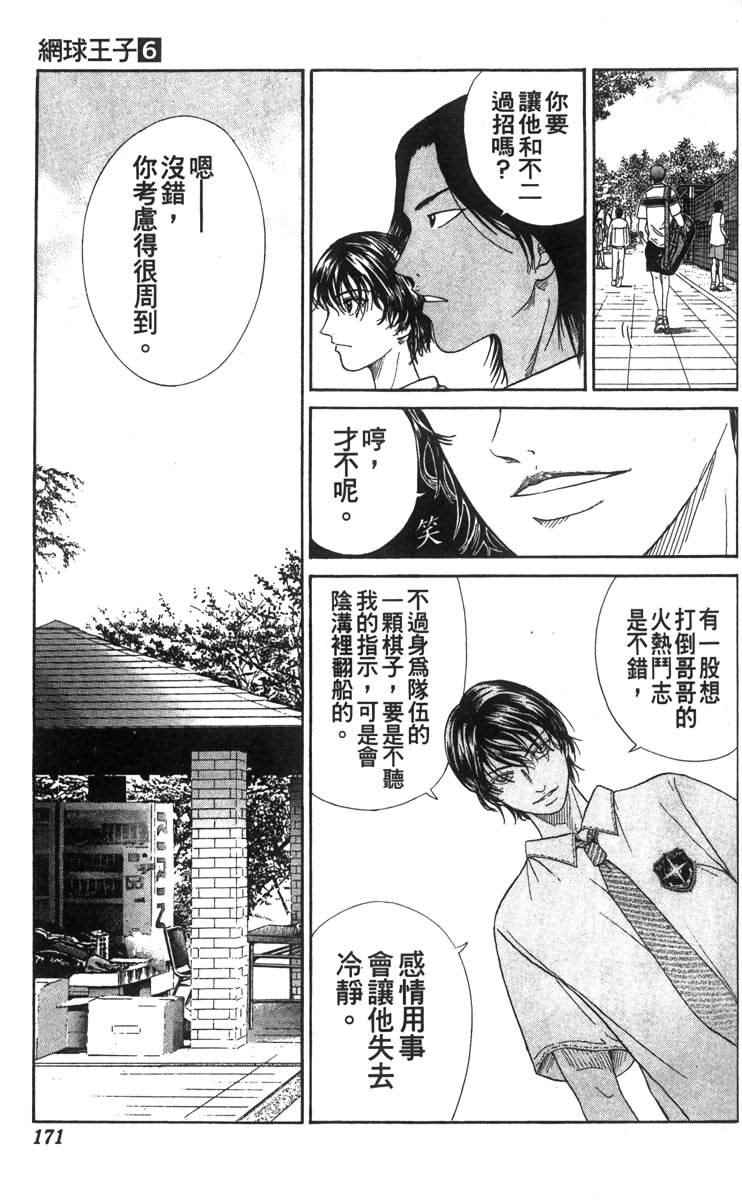 網球王子6
你要
讓他和不二
過招嗎？
哼，
才不呢。
笑
有一股想
打倒哥哥的
火熱鬥志
是不錯，
不過身爲隊伍的
一顆棋子，要是不聽
我的指示，可是會
陰溝裡翻船的。
感情用事
會讓他失去
冷靜。
嗯——
沒錯，
你考慮得很周到。
171